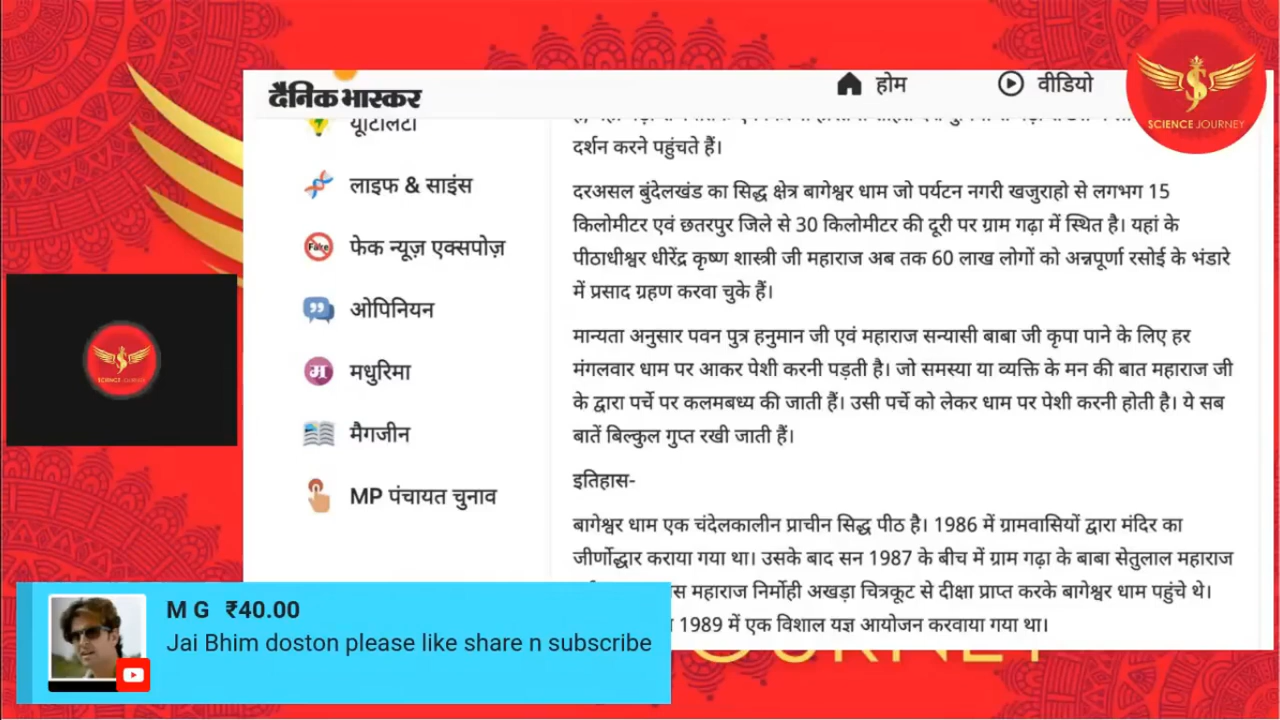 दैनिक भास्कर
होम
वीडियो
SCIENCE JOURNEY
यूटिलिटी
लाइफ & साइंस
Fake
फेक न्यूज़ एक्सपोज़
ओपिनियन
म
मधुरिमा
मैगजीन
MP पंचायत चुनाव
दर्शन करने पहुंचते हैं।
दरअसल बुंदेलखंड का सिद्ध क्षेत्र बागेश्वर धाम जो पर्यटन नगरी खजुराहो से लगभग 15
किलोमीटर एवं छतरपुर जिले से 30 किलोमीटर की दूरी पर ग्राम गढ़ा में स्थित है। यहां के
पीठाधीश्वर धीरेंद्र कृष्ण शास्त्री जी महाराज अब तक 60 लाख लोगों को अन्नपूर्णा रसोई के भंडारे
में प्रसाद ग्रहण करवा चुके हैं।
मान्यता अनुसार पवन पुत्र हनुमान जी एवं महाराज सन्यासी बाबा जी कृपा पाने के लिए हर
मंगलवार धाम पर आकर पेशी करनी पड़ती है। जो समस्या या व्यक्ति के मन की बात महाराज जी
के द्वारा पर्चे पर कलमबध्य की जाती हैं। उसी पर्चे को लेकर धाम पर पेशी करनी होती है। ये सब
बातें बिल्कुल गुप्त रखी जाती हैं।
इतिहास-
बागेश्वर धाम एक चंदेलकालीन प्राचीन सिद्ध पीठ है। 1986 में ग्रामवासियों द्वारा मंदिर का
जीर्णोद्धार कराया गया था। उसके बाद सन 1987 के बीच में ग्राम गढ़ा के बाबा सेतुलाल महाराज
महाराज निर्मोही अखड़ा चित्रकूट से दीक्षा प्राप्त करके बागेश्वर धाम पहुंचे थे।
1989 में एक विशाल यज्ञ आयोजन करवाया गया था।
SCIENCE JOURNEY
M G ₹40.00
Jai Bhim doston please like share n subscribe